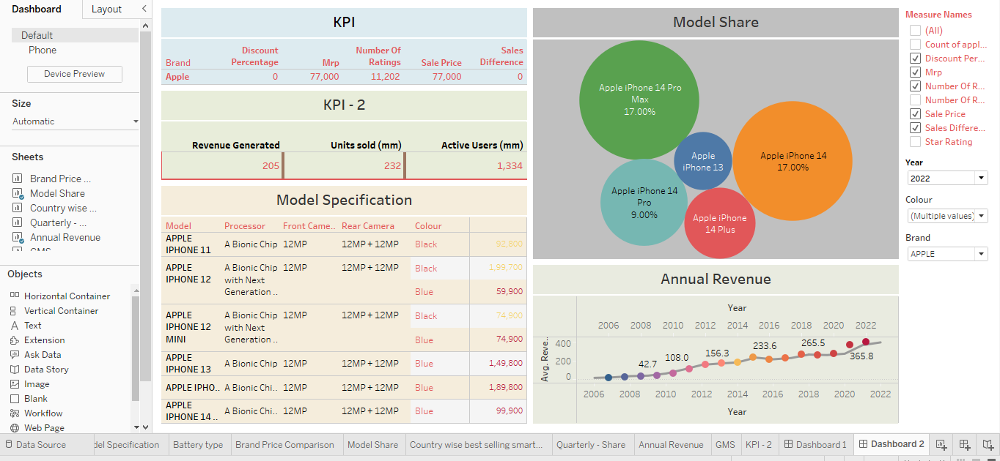 Dashboard
Layout
Default
Phone
Device Preview
Size
Automatic
Sheets
Brand Price ...
Model Share
Country wise ...
Quarterly - ...
Annual Revenue
Objects
Horizontal Container
Vertical Container
Text
Extension
Ask Data
Data Story
Image
Blank
Workflow
Web Page
KPI
Brand
Discount Percentage
Mrp
Number Of Ratings
Sale Price
Sales Difference
Apple 0 77,000 11,202 77,000 0
KPI - 2
Revenue Generated Units sold (mm) Active Users (mm)
205 232 1,334
Model Specification
Model Processor Front Came.. Rear Camera Colour
APPLE IPHONE 11 A Bionic Chip 12MP 12MP + 12MP Black 92,800
APPLE IPHONE 12 A Bionic Chip with Next Generation .. 12MP 12MP + 12MP Black 1,99,700
Blue 59,900
APPLE IPHONE 12 MINI A Bionic Chip with Next Generation .. 12MP 12MP + 12MP Black 74,900
Blue 74,900
APPLE IPHONE 13 A Bionic Chip 12MP 12MP + 12MP Blue 1,49,800
APPLE IPHO.. A Bionic Chi.. 12MP 12MP + 12MP Blue 1,89,800
APPLE IPHONE 14 .. A Bionic Chi.. 12MP 12MP + 12MP Blue 99,900
Model Share
Apple iPhone 14 Pro
Max
17.00%
Apple
iPhone 13
Apple iPhone 14
17.00%
Apple iPhone 14
Pro
9.00%
Apple iPhone
14 Plus
Annual Revenue
Year
2006 2008 2010 2012 2014 2016 2018 2020 2022
Avg. Reve..
400
200
0
42.7
108.0
156.3
233.6
265.5
365.8
2006 2008 2010 2012 2014 2016 2018 2020 2022
Year
Measure Names
(All)
Count of appl...
Discount Per...
Mrp
Number Of R...
Number Of R...
Sale Price
Sales Differe...
Star Rating
Year
2022
Colour
(Multiple values)
Brand
APPLE
Data Source
del Specification
Battery type
Brand Price Comparison
Model Share
Country wise best selling smart...
Quarterly - Share
Annual Revenue
GMS
KPI - 2
Dashboard 1
Dashboard 2